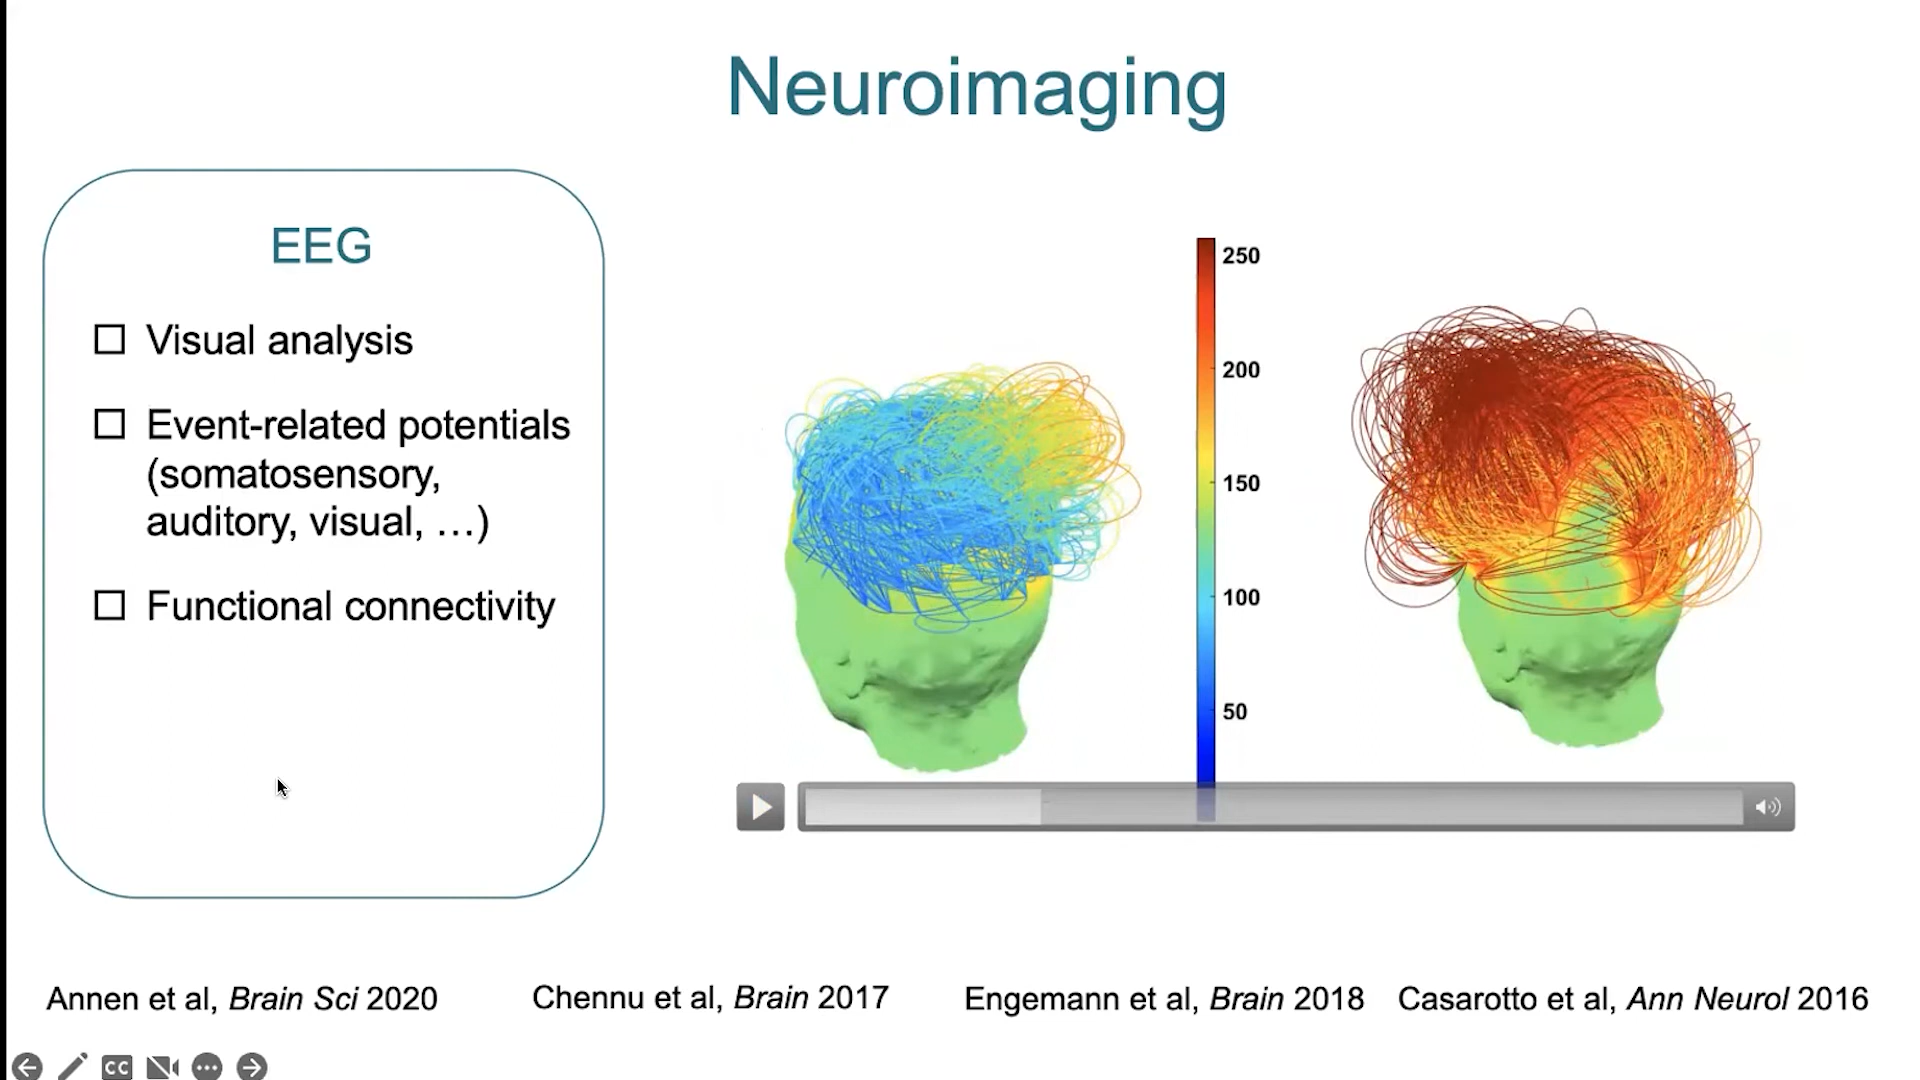 Neuroimaging
EEG
Visual analysis
Event-related potentials
(somatosensory,
auditory, visual, …)
Functional connectivity
250
200
150
100
50
Annen et al, Brain Sci 2020
Chennu et al, Brain 2017
Engemann et al, Brain 2018
Casarotto et al, Ann Neurol 2016
CC